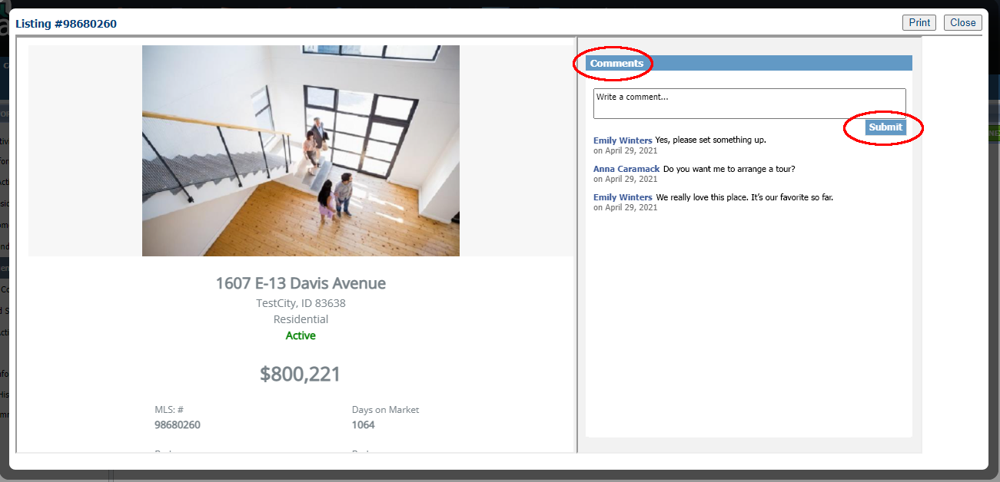 Listing #98680260
Print
Close
Comments
Write a comment...
Submit
Emily Winters Yes, please set something up.
on April 29, 2021
Anna Caramack Do you want me to arrange a tour?
on April 29, 2021
Emily Winters We really love this place. It's our favorite so far.
on April 29, 2021
1607 E-13 Davis Avenue
TestCity, ID 83638
Residential
Active
$800,221
MLS: #
Days on Market
98680260
1064